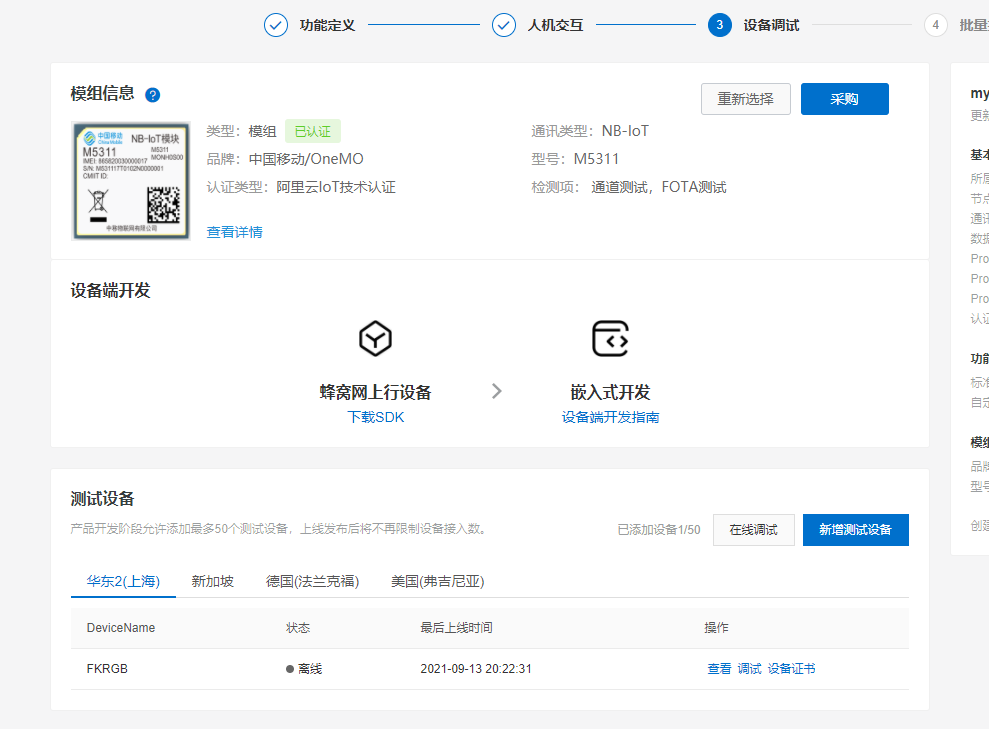 功能定义
人机交互
3 设备调试
4 批量
模组信息 ?
重新选择
采购
中国移动 China Mobile NB-IoT模块
M5311
M5311
MONH0S00
IMEI: 865820030000017
S/N: M531117T0102N0000001
CMIIT ID:
中移物联网有限公司
类型: 模组 已认证
通讯类型: NB-IoT
品牌: 中国移动/OneMO
型号: M5311
认证类型: 阿里云IoT技术认证
检测项: 通道测试, FOTA测试
查看详情
设备端开发
蜂窝网上行设备
下载SDK
嵌入式开发
设备端开发指南
测试设备
产品开发阶段允许添加最多50个测试设备，上线发布后将不再限制设备接入数。
已添加设备1/50
在线调试
新增测试设备
华东2(上海) 新加坡 德国(法兰克福) 美国(弗吉尼亚)
DeviceName 状态 最后上线时间 操作
FKRGB 离线 2021-09-13 20:22:31 查看 调试 设备证书
my
更新
基本
所属
节点
通讯
数据
Pro
Pro
Pro
认证
功能
标准
自定
模组
品牌
型号
创建